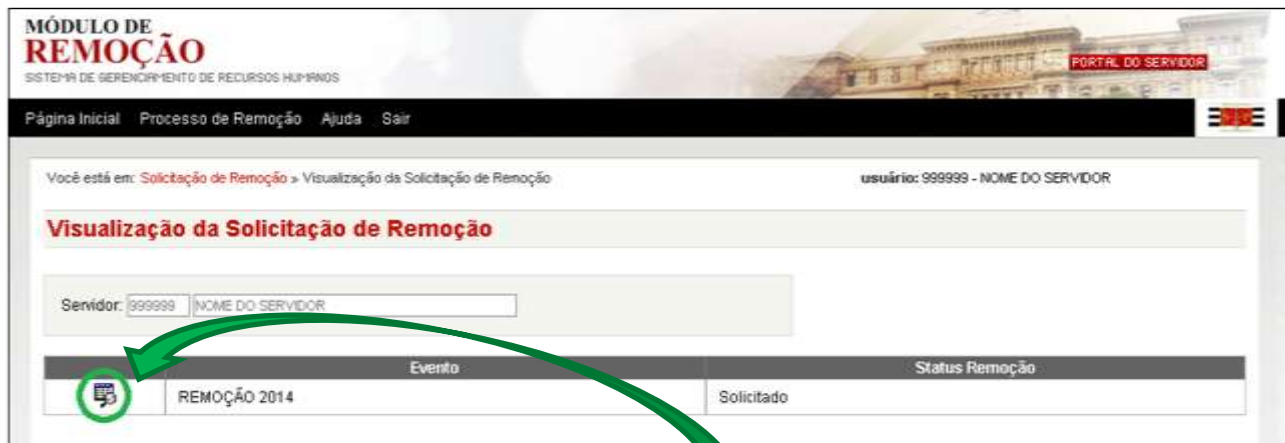 MÓDULO DE
REMOÇÃO
SISTEMA DE GERENCIAMENTO DE RECURSOS HUMANOS
PORTAL DO SERVIDOR
Página Inicial Processo de Remoção Ajuda Sair
Você está em: Solicitação de Remoção » Visualização da Solicitação de Remoção usuário: 999999 - NOME DO SERVIDOR
Visualização da Solicitação de Remoção
Servidor: 999999 NOME DO SERVIDOR
Evento Status Remoção
REMOÇÃO 2014 Solicitado